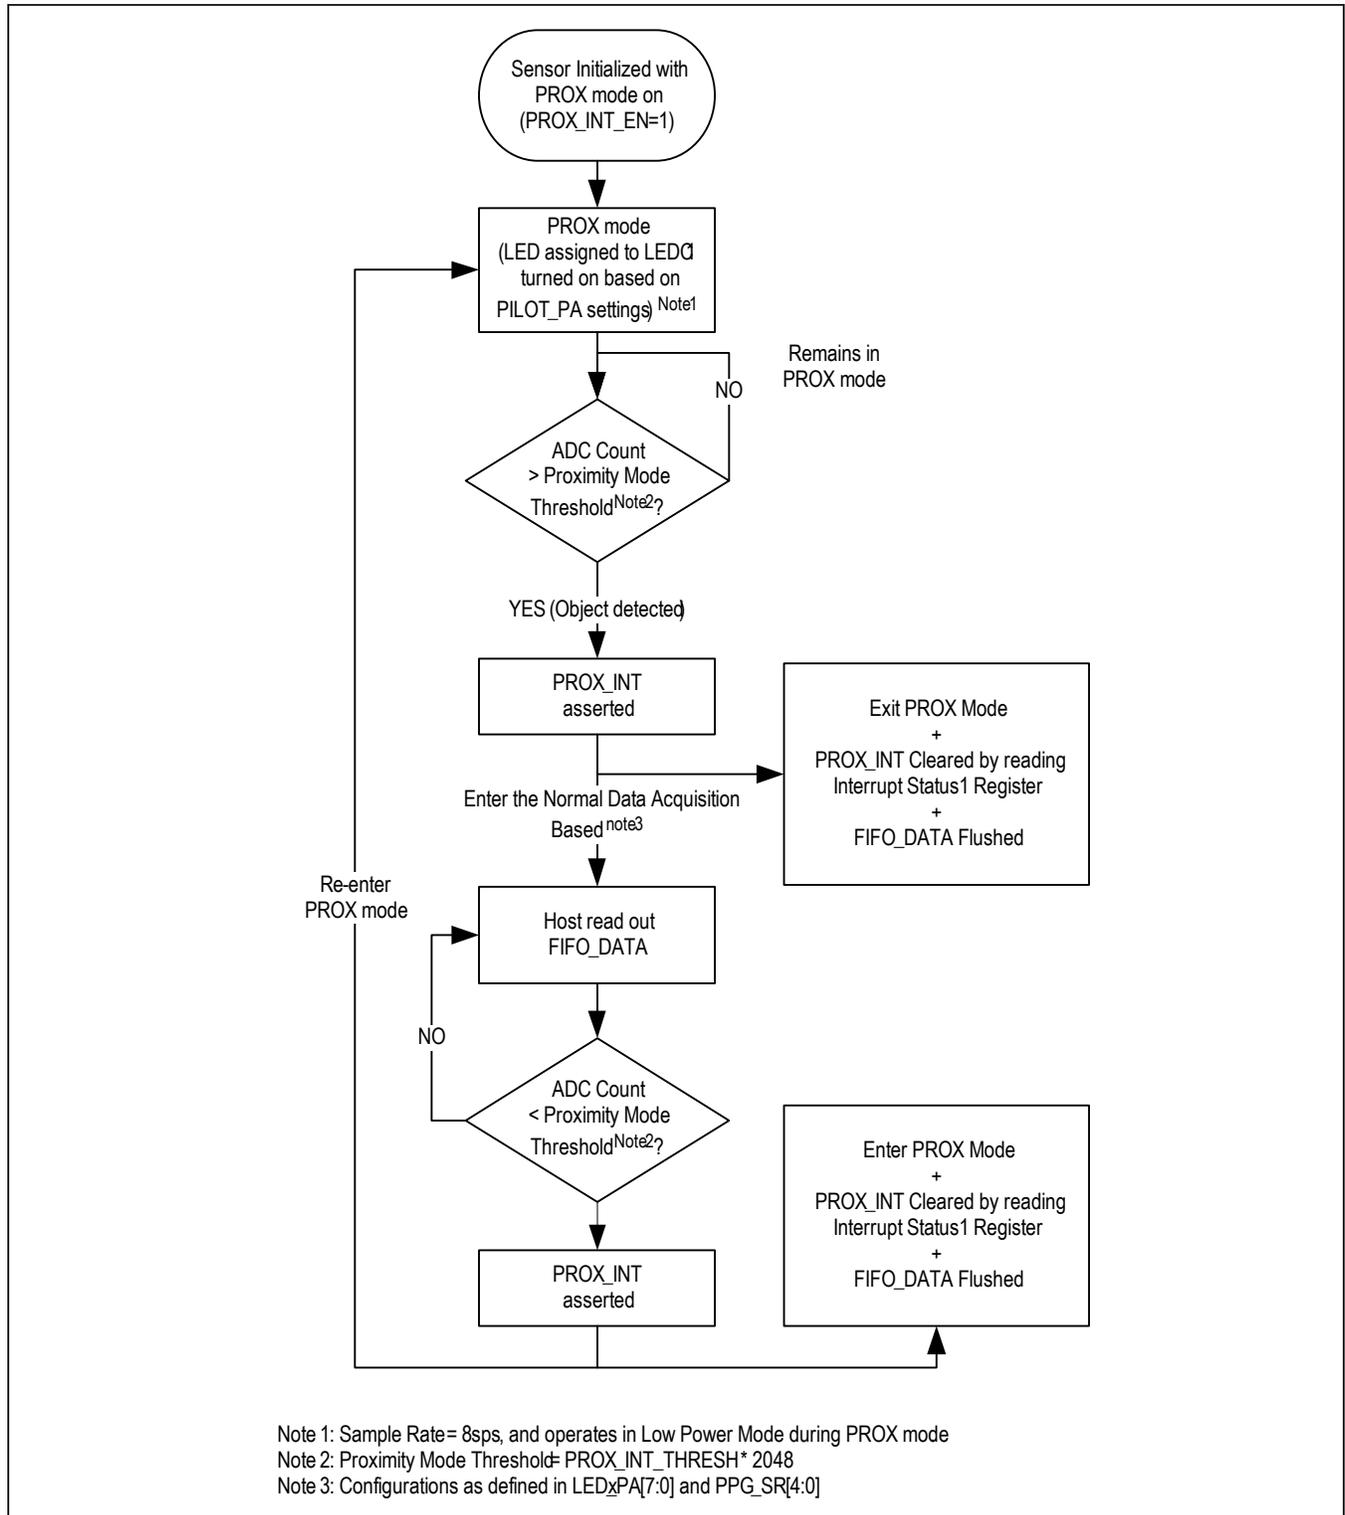 Sensor Initialized with
PROX mode on
(PROX_INT_EN=1)
PROX mode
(LED assigned to LEDC1
turned on based on
PILOT_PA settings) Note1
Remains in
PROX mode
NO
ADC Count
> Proximity Mode
Threshold Note2?
YES (Object detected)
PROX_INT
asserted
Exit PROX Mode
+
PROX_INT Cleared by reading
Interrupt Status1 Register
+
FIFO_DATA Flushed
Enter the Normal Data Acquisition
Based note3
Re-enter
PROX mode
Host read out
FIFO_DATA
NO
ADC Count
< Proximity Mode
Threshold Note2?
Enter PROX Mode
+
PROX_INT Cleared by reading
Interrupt Status1 Register
+
FIFO_DATA Flushed
PROX_INT
asserted
Note 1: Sample Rate = 8sps, and operates in Low Power Mode during PROX mode
Note 2: Proximity Mode Threshold = PROX_INT_THRESH * 2048
Note 3: Configurations as defined in LEDx_PA[7:0] and PPG_SR[4:0]